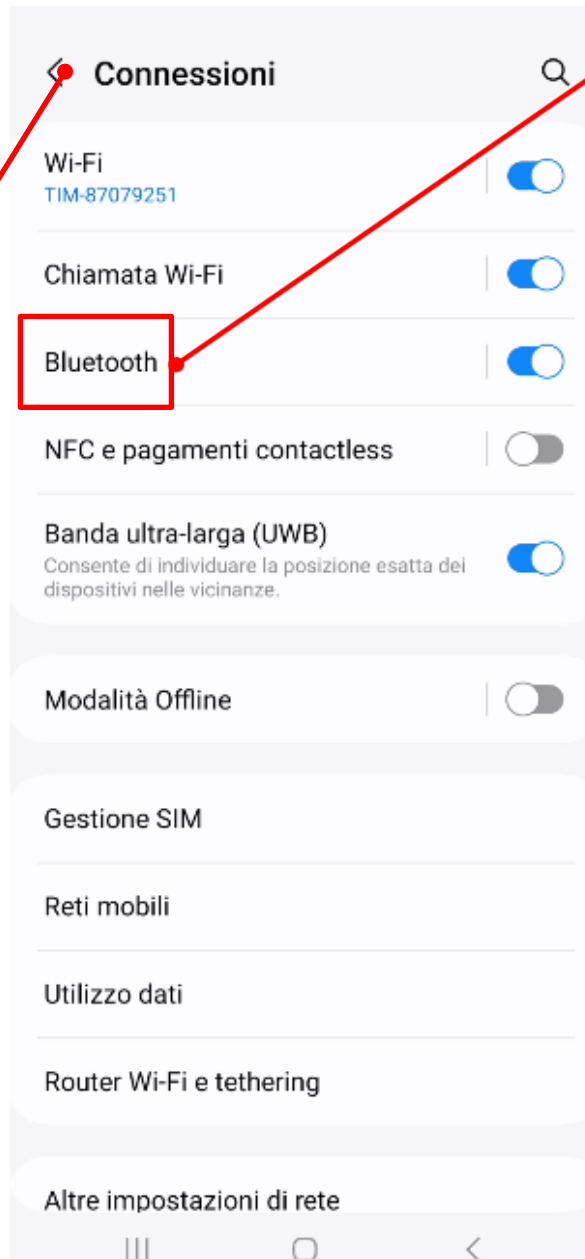 Connessioni
Wi-Fi
TIM-87079251
Chiamata Wi-Fi
Bluetooth
NFC e pagamenti contactless
Banda ultra-larga (UWB)
Consente di individuare la posizione esatta dei
dispositivi nelle vicinanze.
Modalità Offline
Gestione SIM
Reti mobili
Utilizzo dati
Router Wi-Fi e tethering
Altre impostazioni di rete